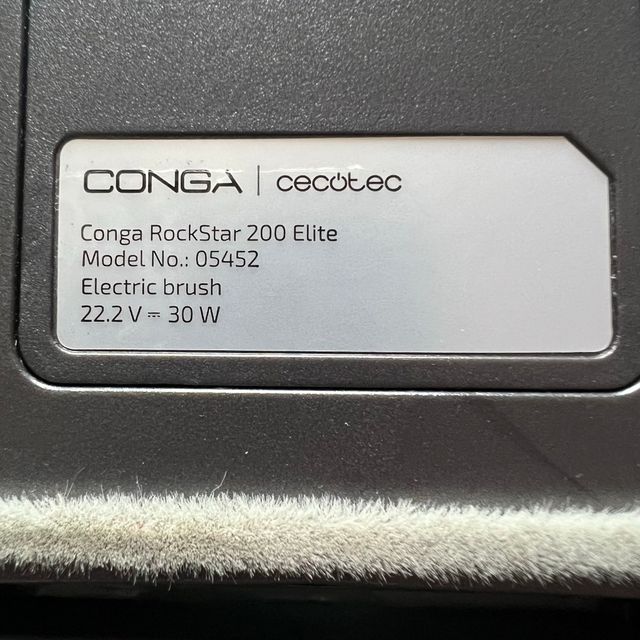 CONGA | cecotec
Conga RockStar 200 Elite
Model No.: 05452
Electric brush
22.2 V ⎓ 30 W